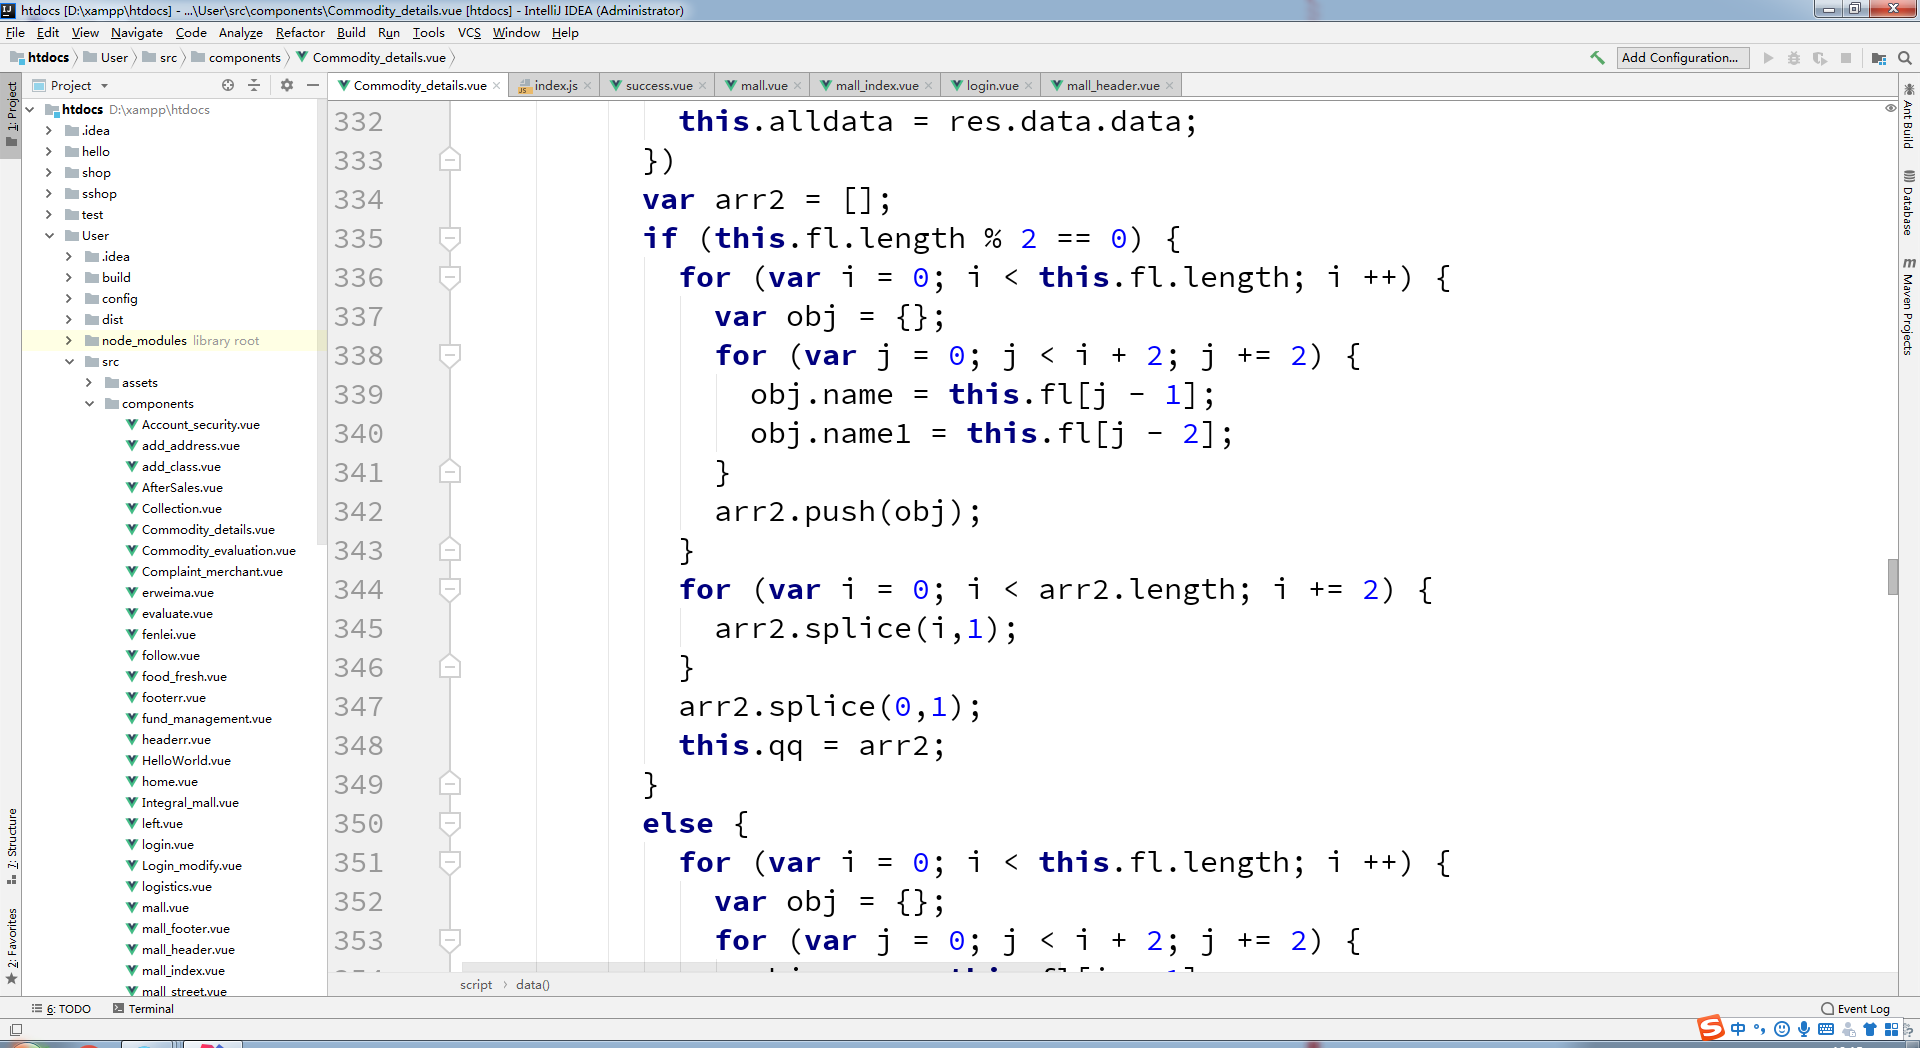 htdocs [D:\xampp\htdocs] - ...\User\src\components\Commodity_details.vue [htdocs] - IntelliJ IDEA (Administrator)
File Edit View Navigate Code Analyze Refactor Build Run Tools VCS Window Help
htdocs User src components Commodity_details.vue Add Configuration...
1: Project
7: Structure
2: Favorites
Project
htdocs D:\xampp\htdocs
.idea
hello
shop
sshop
test
User
.idea
build
config
dist
node_modules library root
src
assets
components
Account_security.vue
add_address.vue
add_class.vue
AfterSales.vue
Collection.vue
Commodity_details.vue
Commodity_evaluation.vue
Complaint_merchant.vue
erweima.vue
evaluate.vue
fenlei.vue
follow.vue
food_fresh.vue
footerr.vue
fund_management.vue
headerr.vue
HelloWorld.vue
home.vue
Integral_mall.vue
left.vue
login.vue
Login_modify.vue
logistics.vue
mall.vue
mall_footer.vue
mall_header.vue
mall_index.vue
mall_street.vue
Commodity_details.vue index.js success.vue mall.vue mall_index.vue login.vue mall_header.vue
332 this.alldata = res.data.data;
333 })
334 var arr2 = [];
335 if (this.fl.length % 2 == 0) {
336 for (var i = 0; i < this.fl.length; i ++) {
337 var obj = {};
338 for (var j = 0; j < i + 2; j += 2) {
339 obj.name = this.fl[j - 1];
340 obj.name1 = this.fl[j - 2];
341 }
342 arr2.push(obj);
343 }
344 for (var i = 0; i < arr2.length; i += 2) {
345 arr2.splice(i,1);
346 }
347 arr2.splice(0,1);
348 this.qq = arr2;
349 }
350 else {
351 for (var i = 0; i < this.fl.length; i ++) {
352 var obj = {};
353 for (var j = 0; j < i + 2; j += 2) {
script › data()
Ant Build
Database
Maven Projects
6: TODO Terminal Event Log
中